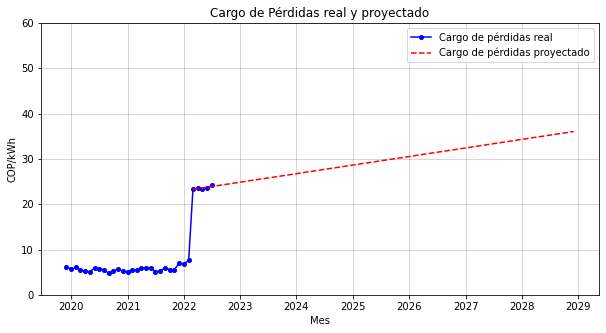 Cargo de Pérdidas real y proyectado
Cargo de pérdidas real
Cargo de pérdidas proyectado
COP/kWh
60
50
40
30
20
10
0
2020 2021 2022 2023 2024 2025 2026 2027 2028 2029
Mes